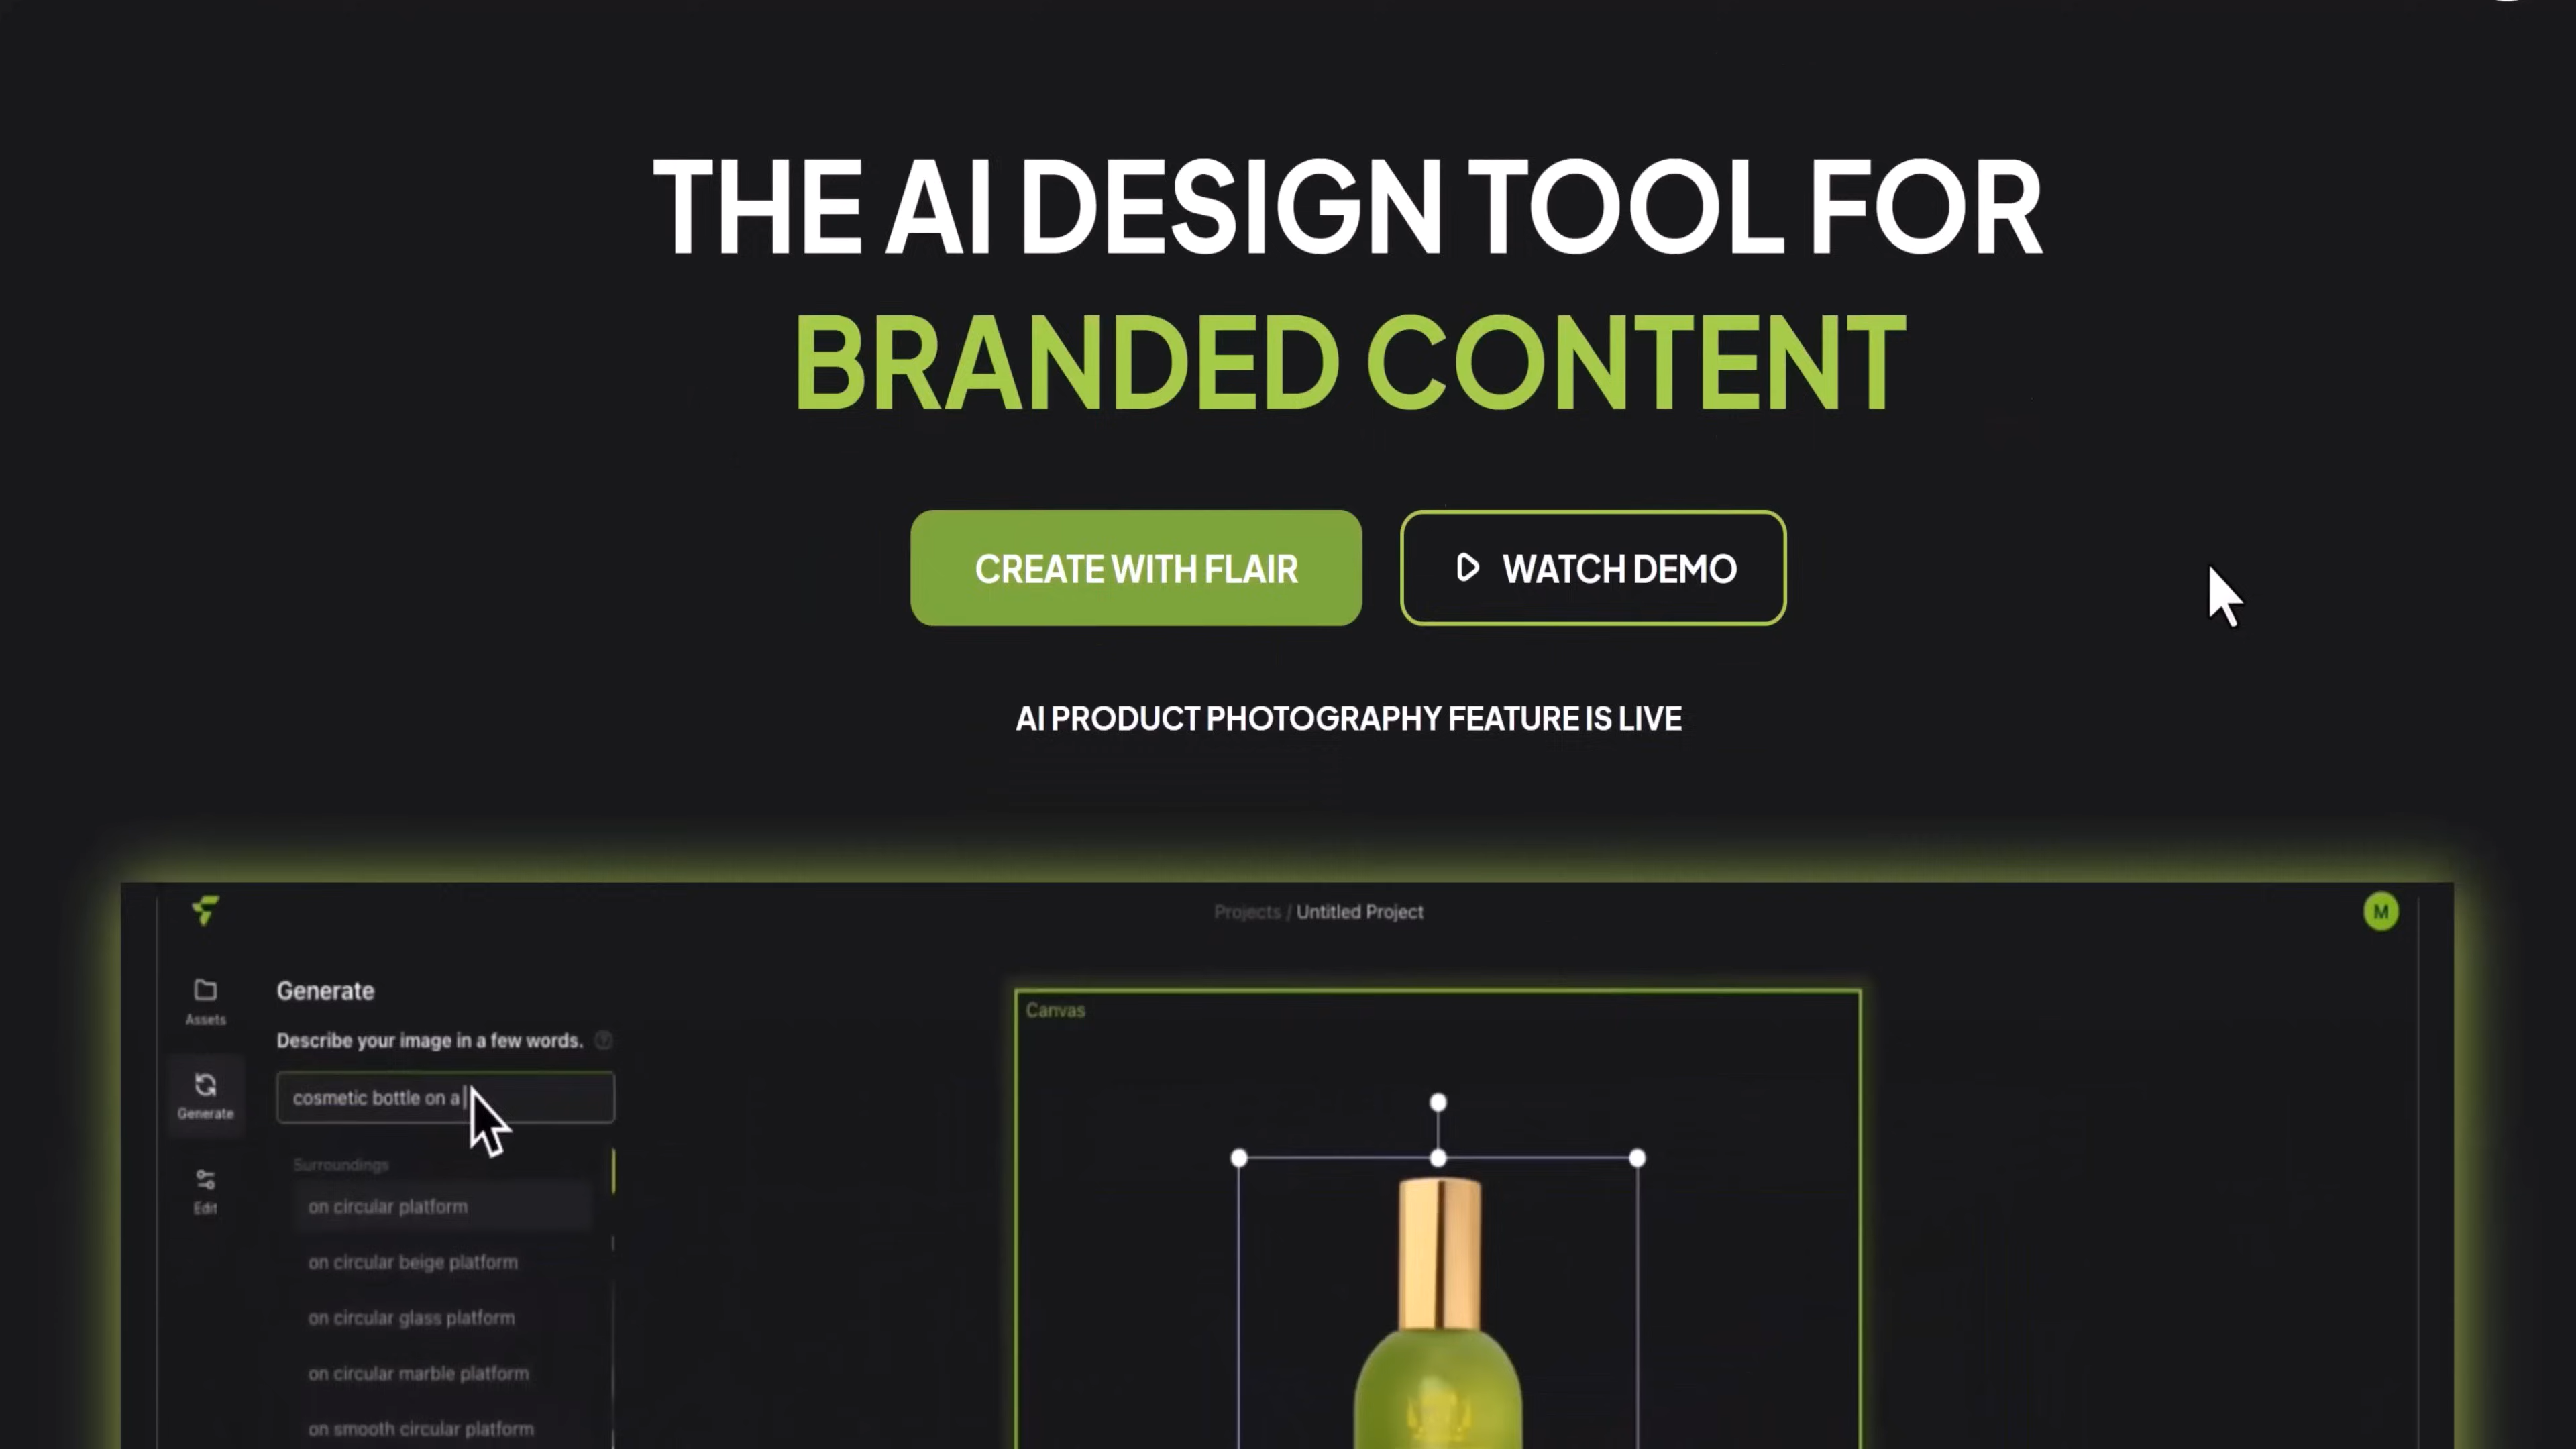 THE AI DESIGN TOOL FOR
BRANDED CONTENT
CREATE WITH FLAIR
WATCH DEMO
AI PRODUCT PHOTOGRAPHY FEATURE IS LIVE
Projects / Untitled Project
M
Assets
Generate
Edit
Generate
Describe your image in a few words.
cosmetic bottle on a
Surroundings
on circular platform
on circular beige platform
on circular glass platform
on circular marble platform
on smooth circular platform
Canvas